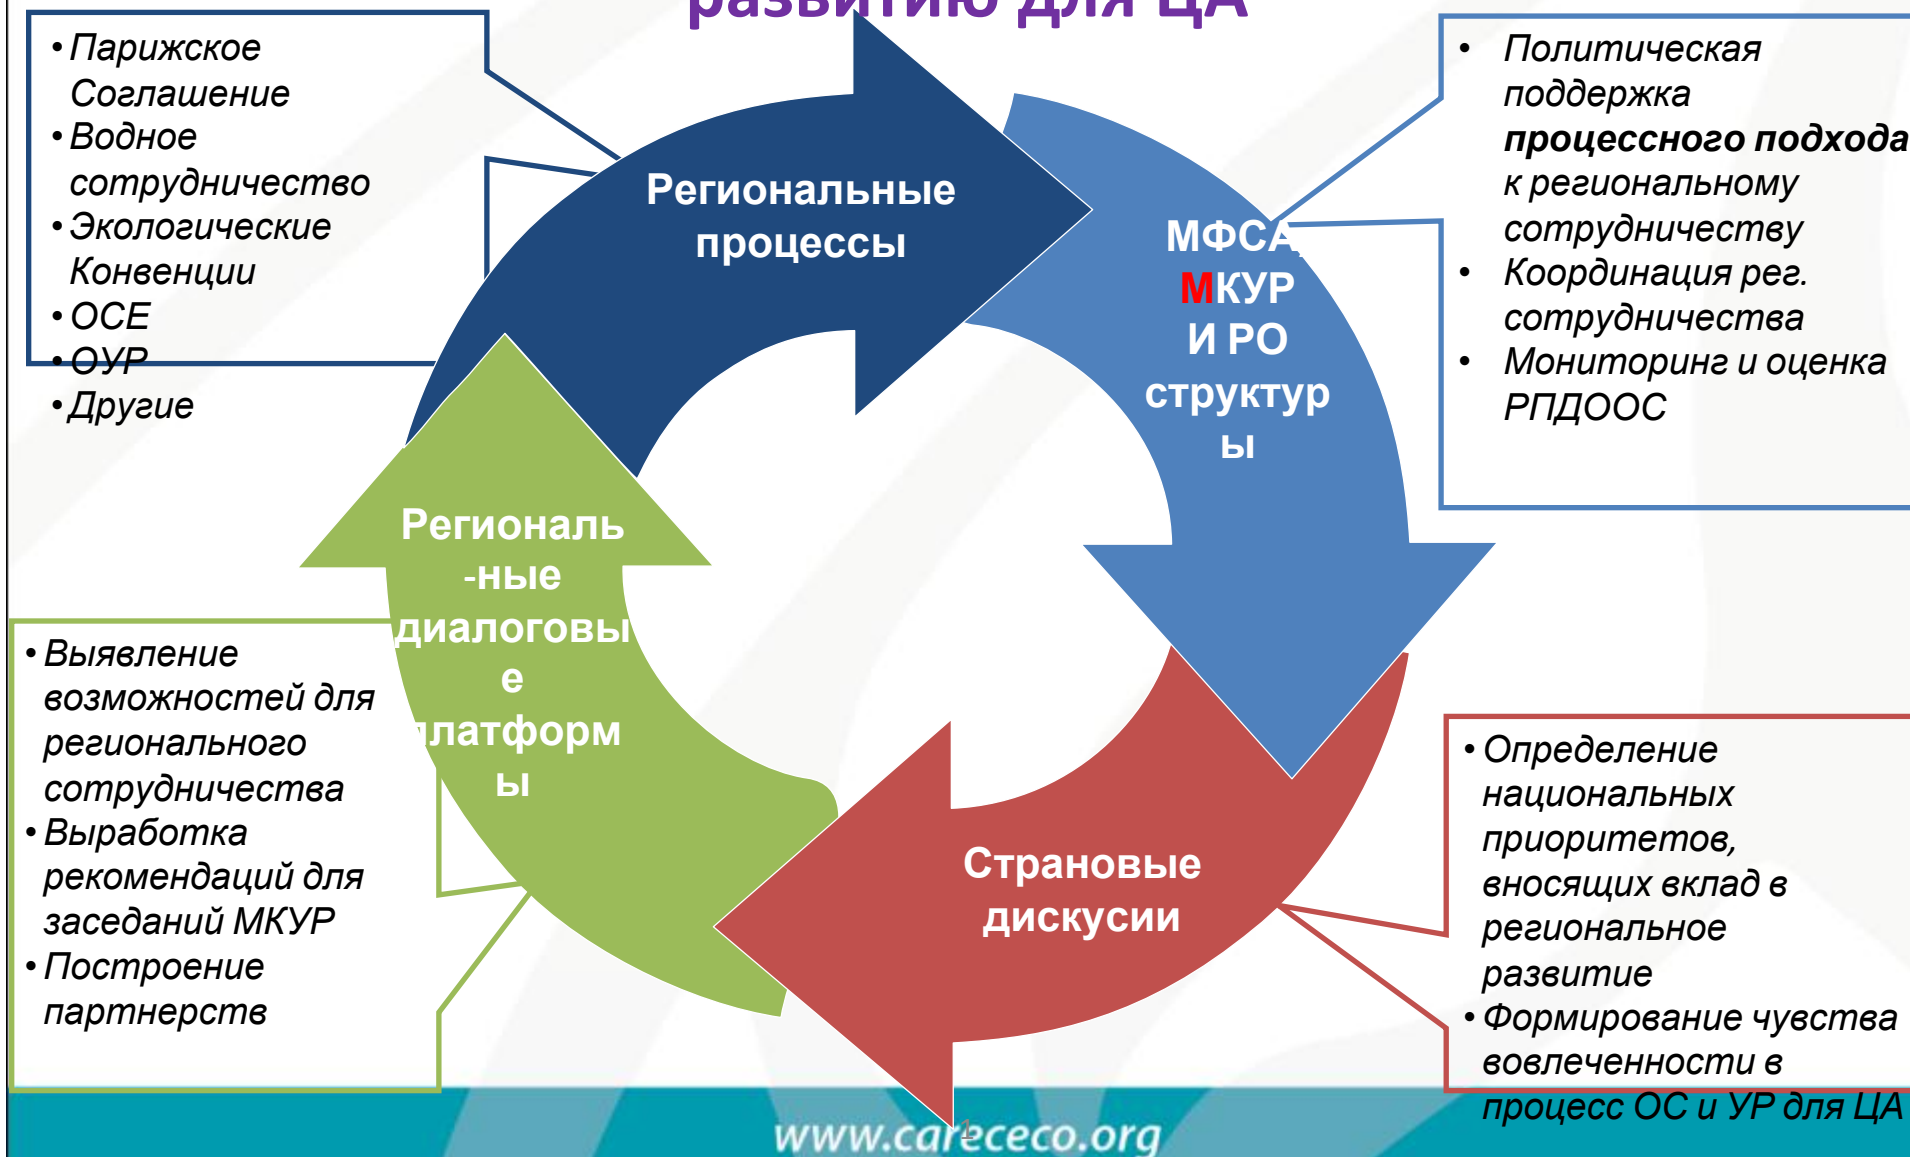 развитию для ЦА
• Парижское
Соглашение
• Водное
сотрудничество
• Экологические
Конвенции
• ОСЕ
• ОУР
• Другие
Региональные
процессы
МФСА,
МКУР
И РО
структур
ы
• Политическая
поддержка
процессного подхода
к региональному
сотрудничеству
• Координация рег.
сотрудничества
• Мониторинг и оценка
РПДООС
Региональ
-ные
диалоговы
е
платформ
ы
• Выявление
возможностей для
регионального
сотрудничества
• Выработка
рекомендаций для
заседаний МКУР
• Построение
партнерств
Страновые
дискусии
• Определение
национальных
приоритетов,
вносящих вклад в
региональное
развитие
• Формирование чувства
вовлеченности в
процесс ОС и УР для ЦА
1
www.carececo.org